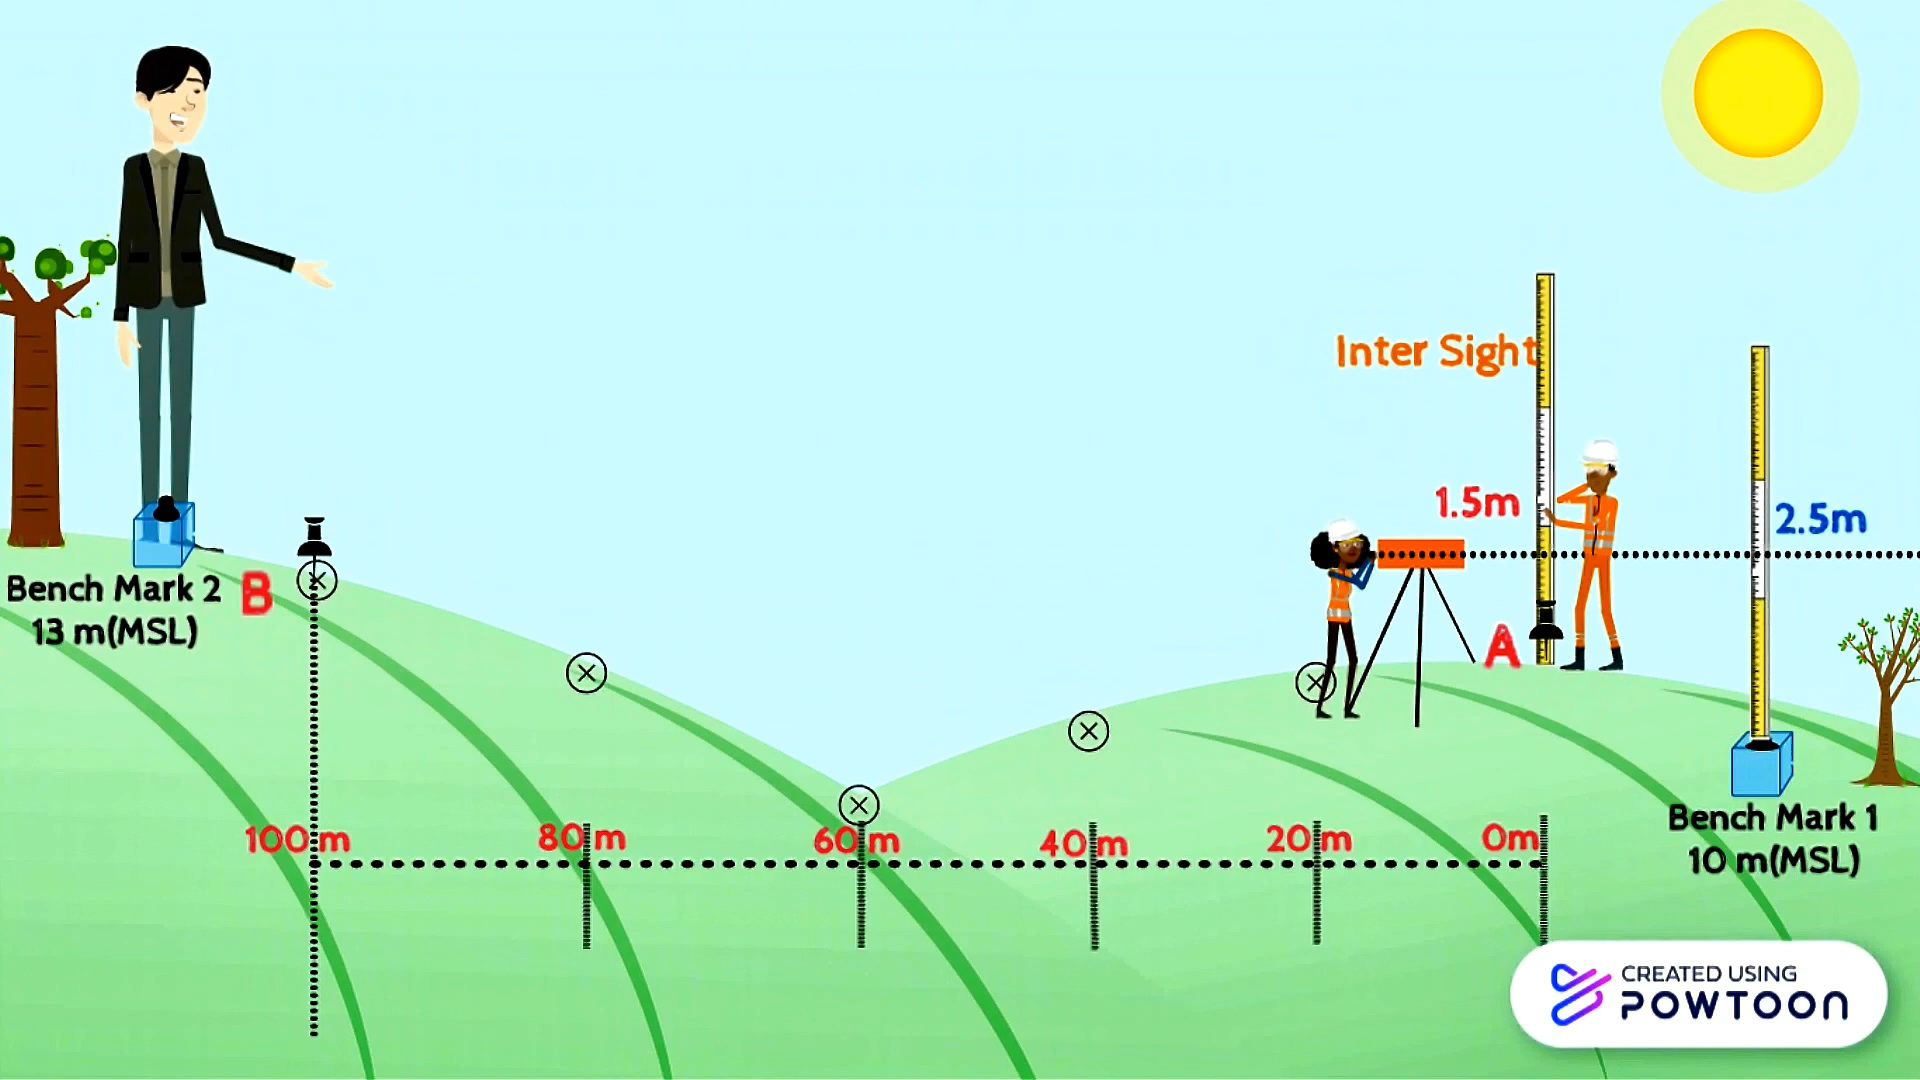 Inter Sight
1.5m
2.5m
A
Bench Mark 2
13 m(MSL)
B
100 m
80 m
60 m
40 m
20 m
0m
Bench Mark 1
10 m(MSL)
CREATED USING
POWTOON